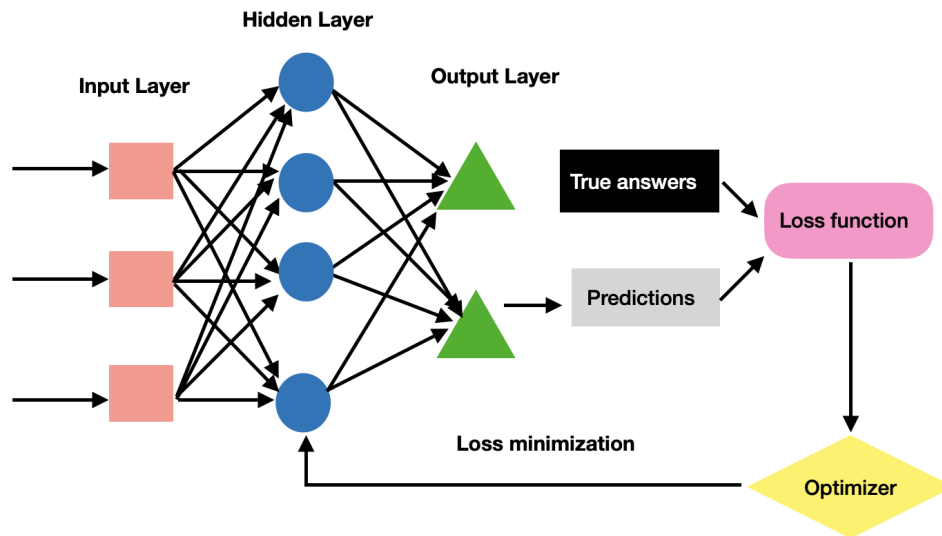 Hidden Layer
Input Layer
Output Layer
True answers
Loss function
Predictions
Loss minimization
Optimizer